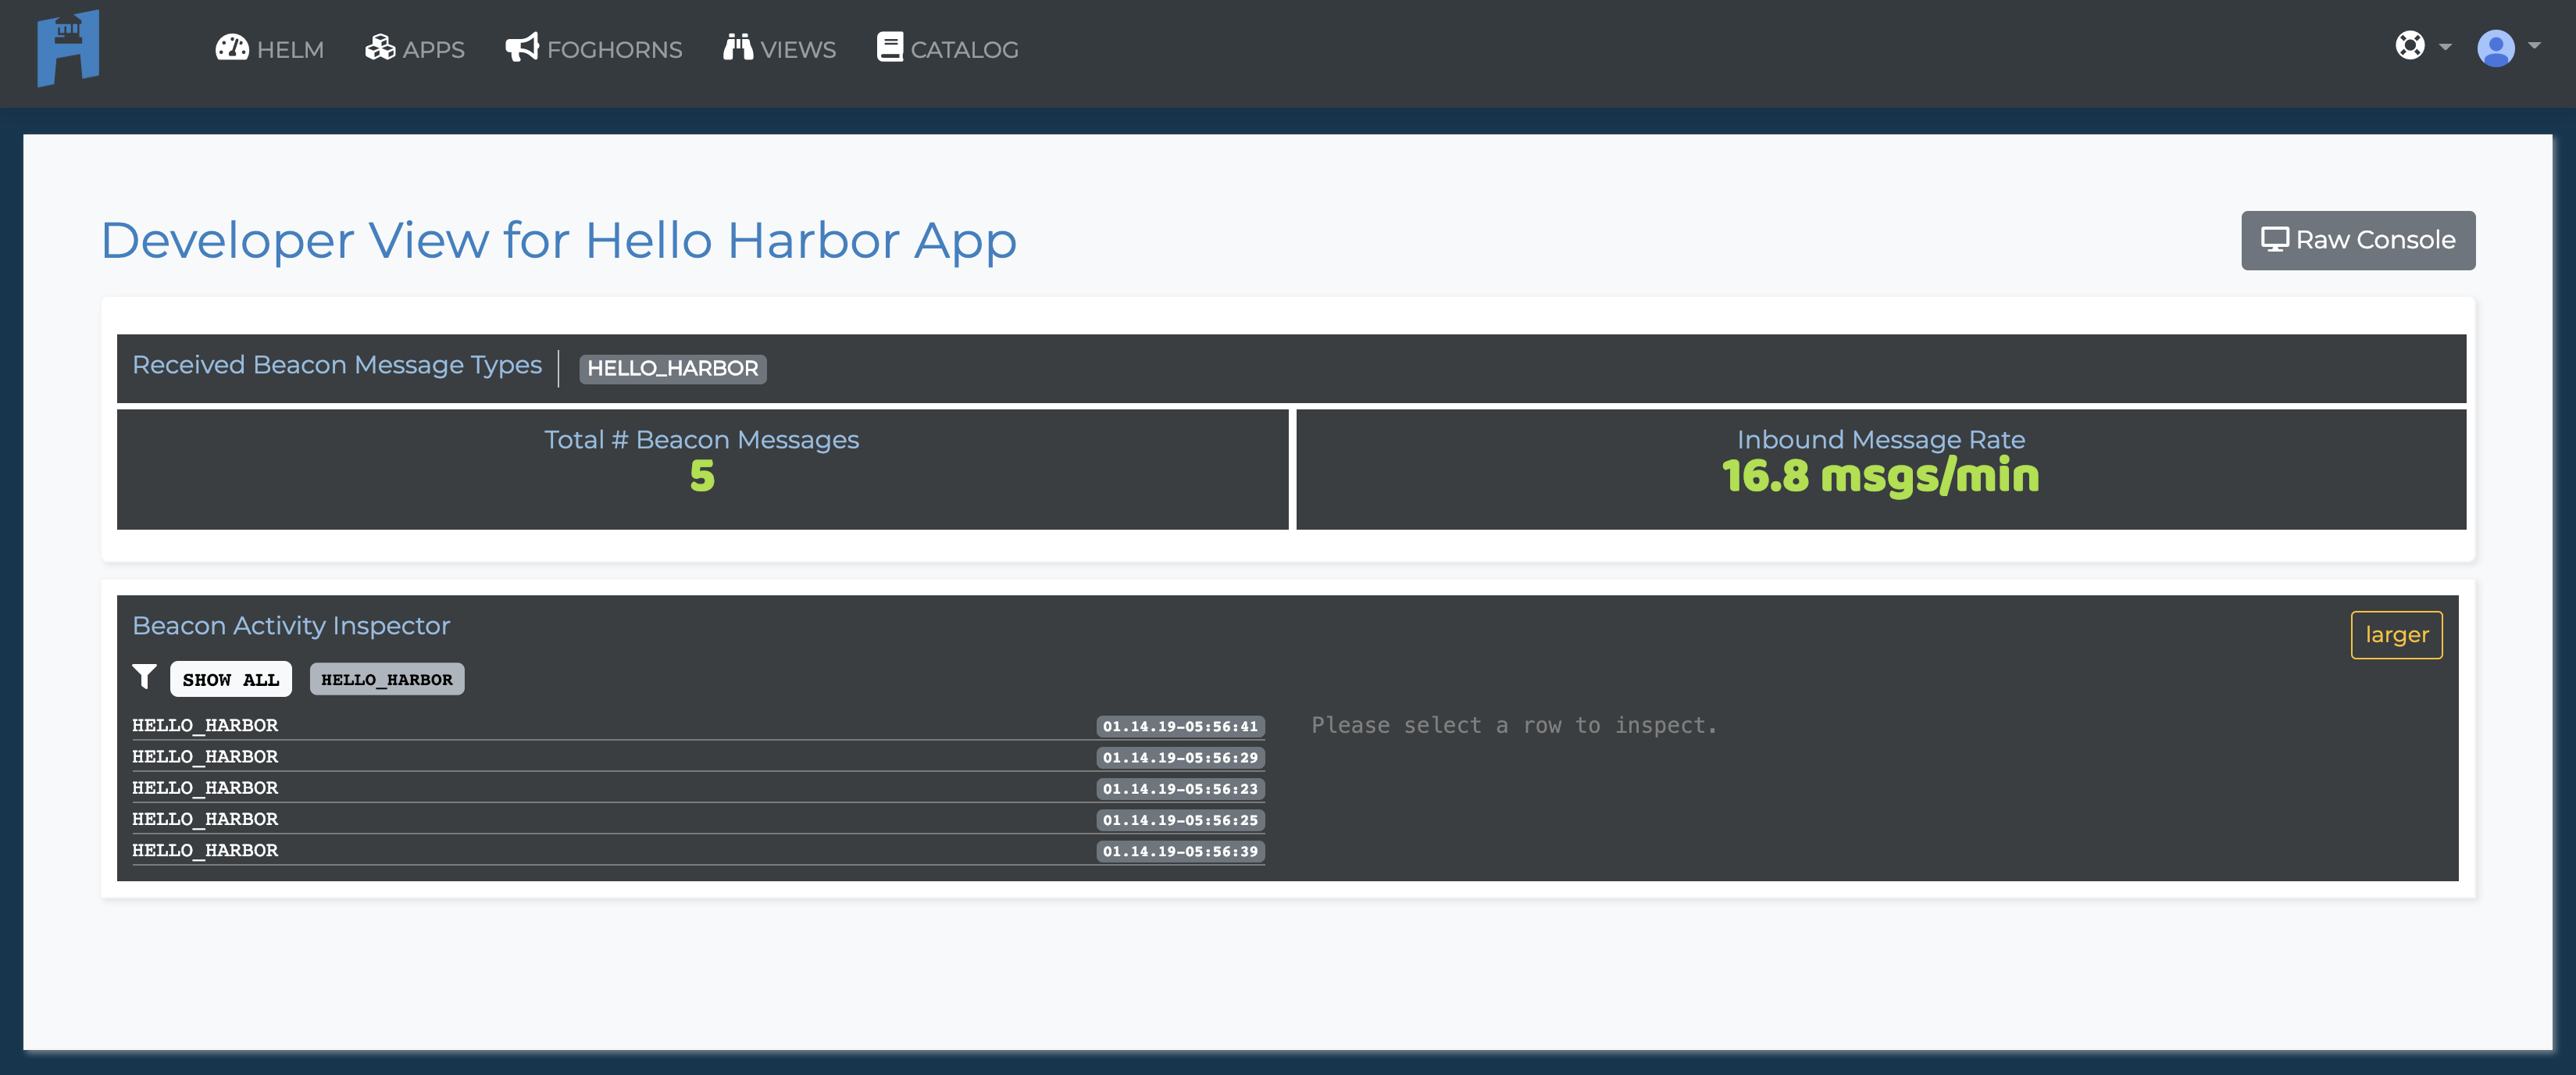 HELM APPS FOGHORNS VIEWS CATALOG
Developer View for Hello Harbor App
Raw Console
Received Beacon Message Types HELLO_HARBOR
Total # Beacon Messages
5
Inbound Message Rate
16.8 msgs/min
Beacon Activity Inspector
larger
SHOW ALL HELLO_HARBOR
HELLO_HARBOR 01.14.19-05:56:41
HELLO_HARBOR 01.14.19-05:56:29
HELLO_HARBOR 01.14.19-05:56:23
HELLO_HARBOR 01.14.19-05:56:25
HELLO_HARBOR 01.14.19-05:56:39
Please select a row to inspect.